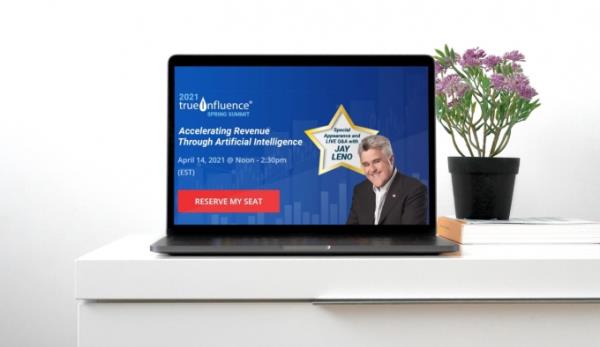 2021
trueinfluence®
SPRING SUMMIT
Accelerating Revenue
Through Artificial Intelligence
April 14, 2021 @ Noon - 2:30pm
(EST)
RESERVE MY SEAT
Special
Appearance and
LIVE Q&A with
JAY
LENO